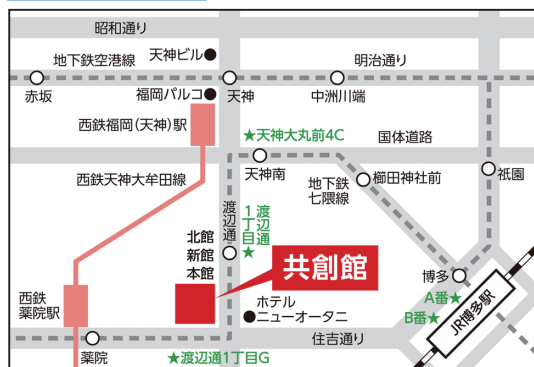 昭和通り
地下鉄空港線
天神ビル
明治通り
赤坂
福岡パルコ
天神
中洲川端
西鉄福岡(天神)駅
★天神大丸前4C
国体道路
西鉄天神大牟田線
天神南
地下鉄
七隈線
櫛田神社前
祇園
渡辺通
渡辺通
1丁目★
北館
新館
本館
共創館
博多
A番★
B番★
JR博多駅
西鉄
薬院駅
ホテル
ニューオータニ
住吉通り
薬院
★渡辺通1丁目G